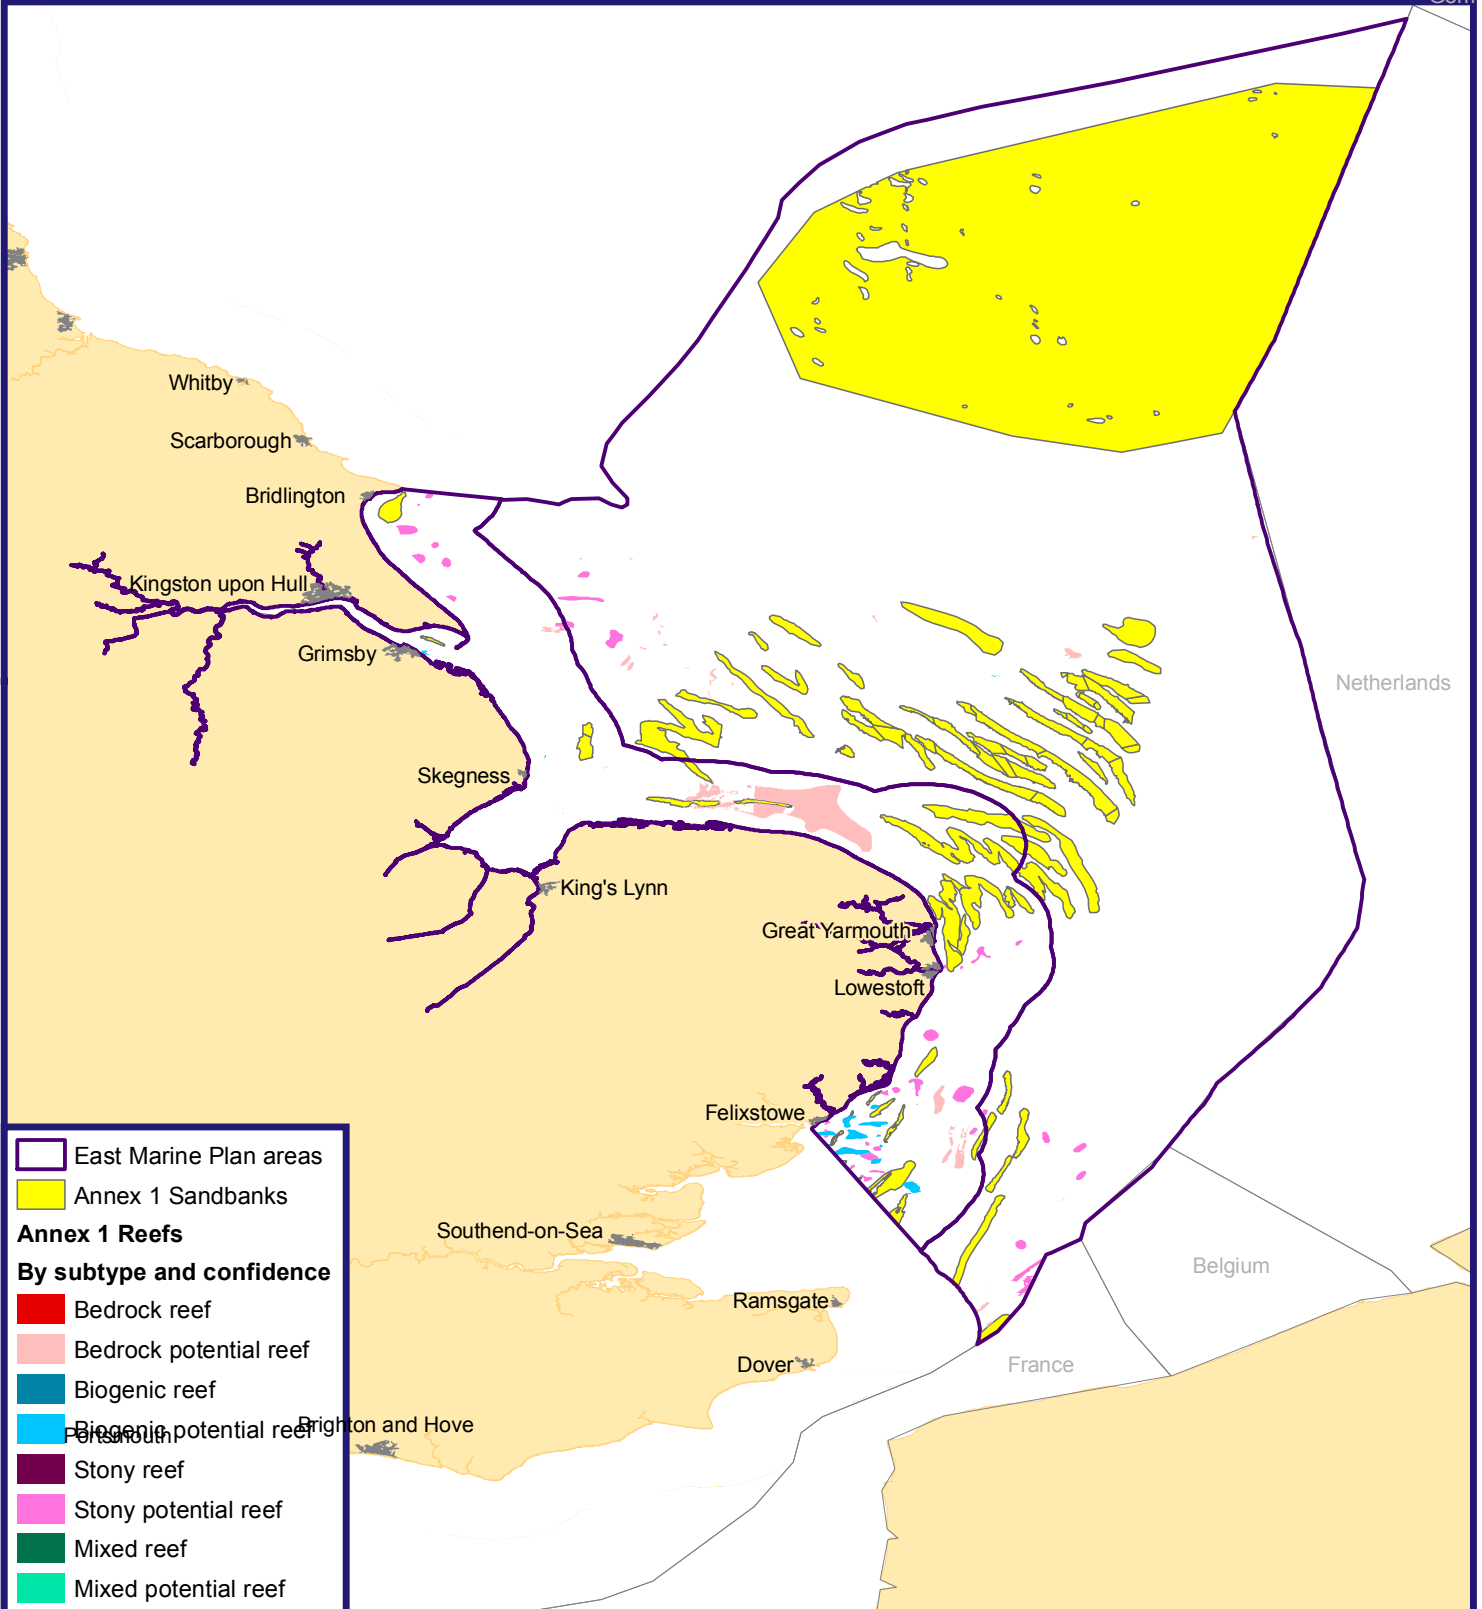 Whitby
Scarborough
Bridlington
Kingston upon Hull
Grimsby
Netherlands
Skegness
King's Lynn
Great Yarmouth
Lowestoft
Felixstowe
East Marine Plan areas
Annex 1 Sandbanks
Annex 1 Reefs
Southend-on-Sea
By subtype and confidence
Belgium
Bedrock reef
Ramsgate
Bedrock potential reef
Dover
France
Biogenic reef
Biogenic potential reef
Brighton and Hove
Portsmouth
Stony reef
Stony potential reef
Mixed reef
Mixed potential reef